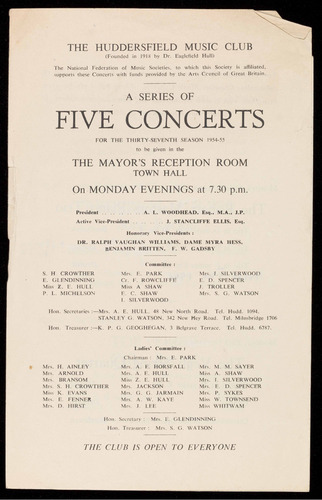 THE HUDDERSFIELD MUSIC CLUB
(Founded in 1918 by Dr. Eaglefield Hull)
The National Federation of Music Societies, to which this Society is affiliated,
supports these Concerts with funds provided by the Arts Council of Great Britain.
A SERIES OF
FIVE CONCERTS
FOR THE THIRTY-SEVENTH SEASON 1954-55
to be given in the
THE MAYOR'S RECEPTION ROOM
TOWN HALL
On MONDAY EVENINGS at 7.30 p.m.
President ... A. L. WOODHEAD, Esq., M.A., J.P.
Active Vice-President ... J. STANCLIFFE ELLIS, Esq.
Honorary Vice-Presidents :
DR. RALPH VAUGHAN WILLIAMS, DAME MYRA HESS,
BENJAMIN BRITTEN, F. W. GADSBY
Committee :
S. H. CROWTHER Mrs. E. PARK Mrs. I. SILVERWOOD
E. GLENDINNING C. F. ROWCLIFFE E. D. SPENCER
Miss Z. E. HULL Miss A. SHAW J. TROLLER
P. L. MICHELSON E. C. SHAW Mrs. S. G. WATSON
I. SILVERWOOD
Hon. Secretaries : Mrs. A. E. HULL, 48 New North Road. Tel. Hudd. 1094.
STANLEY G. WATSON, 342 New Hey Road. Tel. Milnsbridge 1706
Hon. Treasurer : K. P. G. GEOGHEGAN, 5 Belgrave Terrace. Tel. Hudd. 6787.
Ladies' Committee :
Chairman : Mrs. E. PARK
Mrs. H. AINLEY Mrs. A. E. HORSFALL Mrs. M. M. SAYER
Mrs. ARNOLD Mrs. A. E. HULL Miss A. SHAW
Mrs. BRANSOM Miss Z. E. HULL Mrs. I. SILVERWOOD
Mrs. S. H. CROWTHER Mrs. JACKSON Mrs. E. D. SPENCER
Miss K. EVANS Mrs. G. G. JARMAIN Mrs. P. SYKES
Mrs. E. FENNER Mrs. A. W. KAYE Miss W. TOWNSEND
Mrs. D. HIRST Mrs. J. LEE Miss WHITWAM
Hon. Secretary : Mrs. E. GLENDINNING
Hon. Treasurer : Mrs. S. G. WATSON
THE CLUB IS OPEN TO EVERYONE